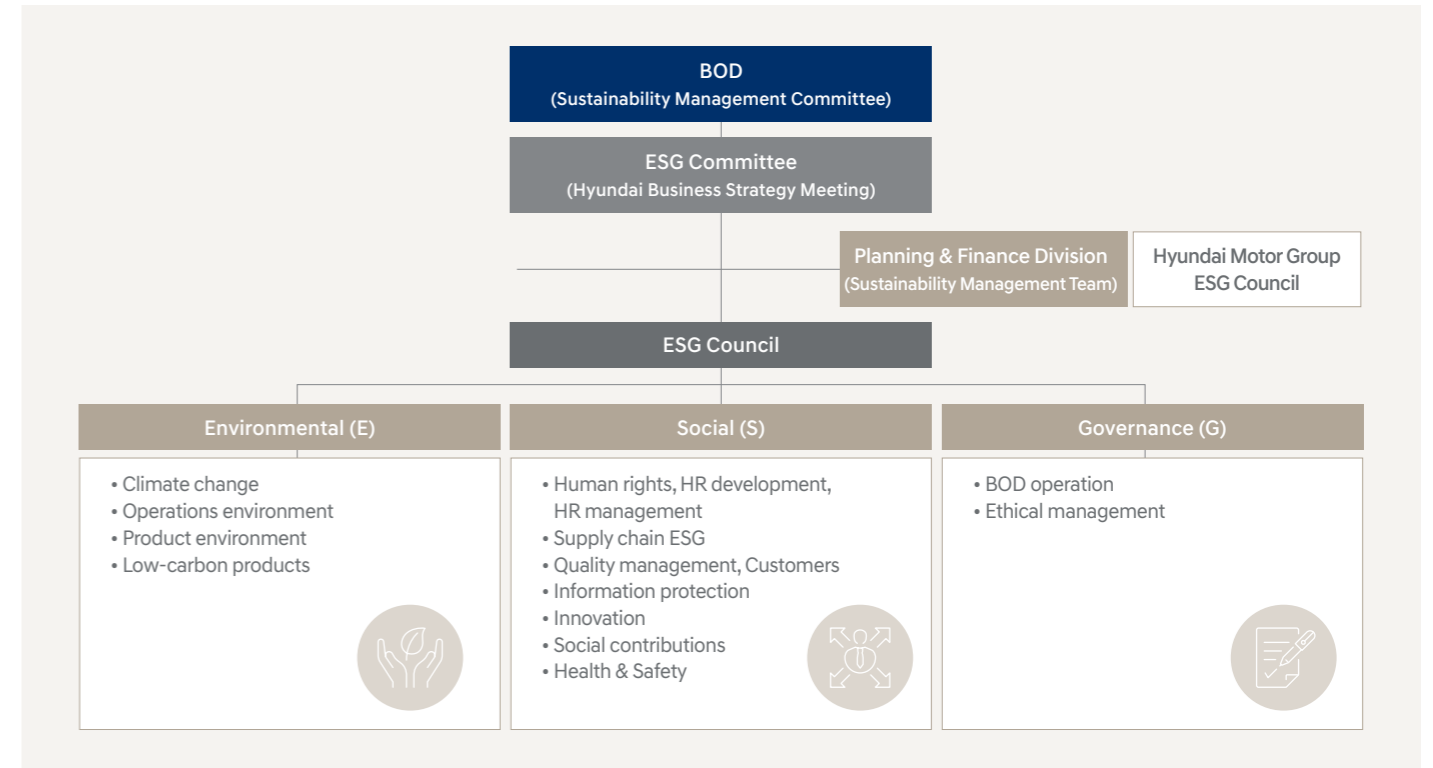 BOD
(Sustainability Management Committee)
ESG Committee
(Hyundai Business Strategy Meeting)
Planning & Finance Division
(Sustainability Management Team)
Hyundai Motor Group
ESG Council
ESG Council
Environmental (E)
• Climate change
• Operations environment
• Product environment
• Low-carbon products
Social (S)
• Human rights, HR development,
HR management
• Supply chain ESG
• Quality management, Customers
• Information protection
• Innovation
• Social contributions
• Health & Safety
Governance (G)
• BOD operation
• Ethical management